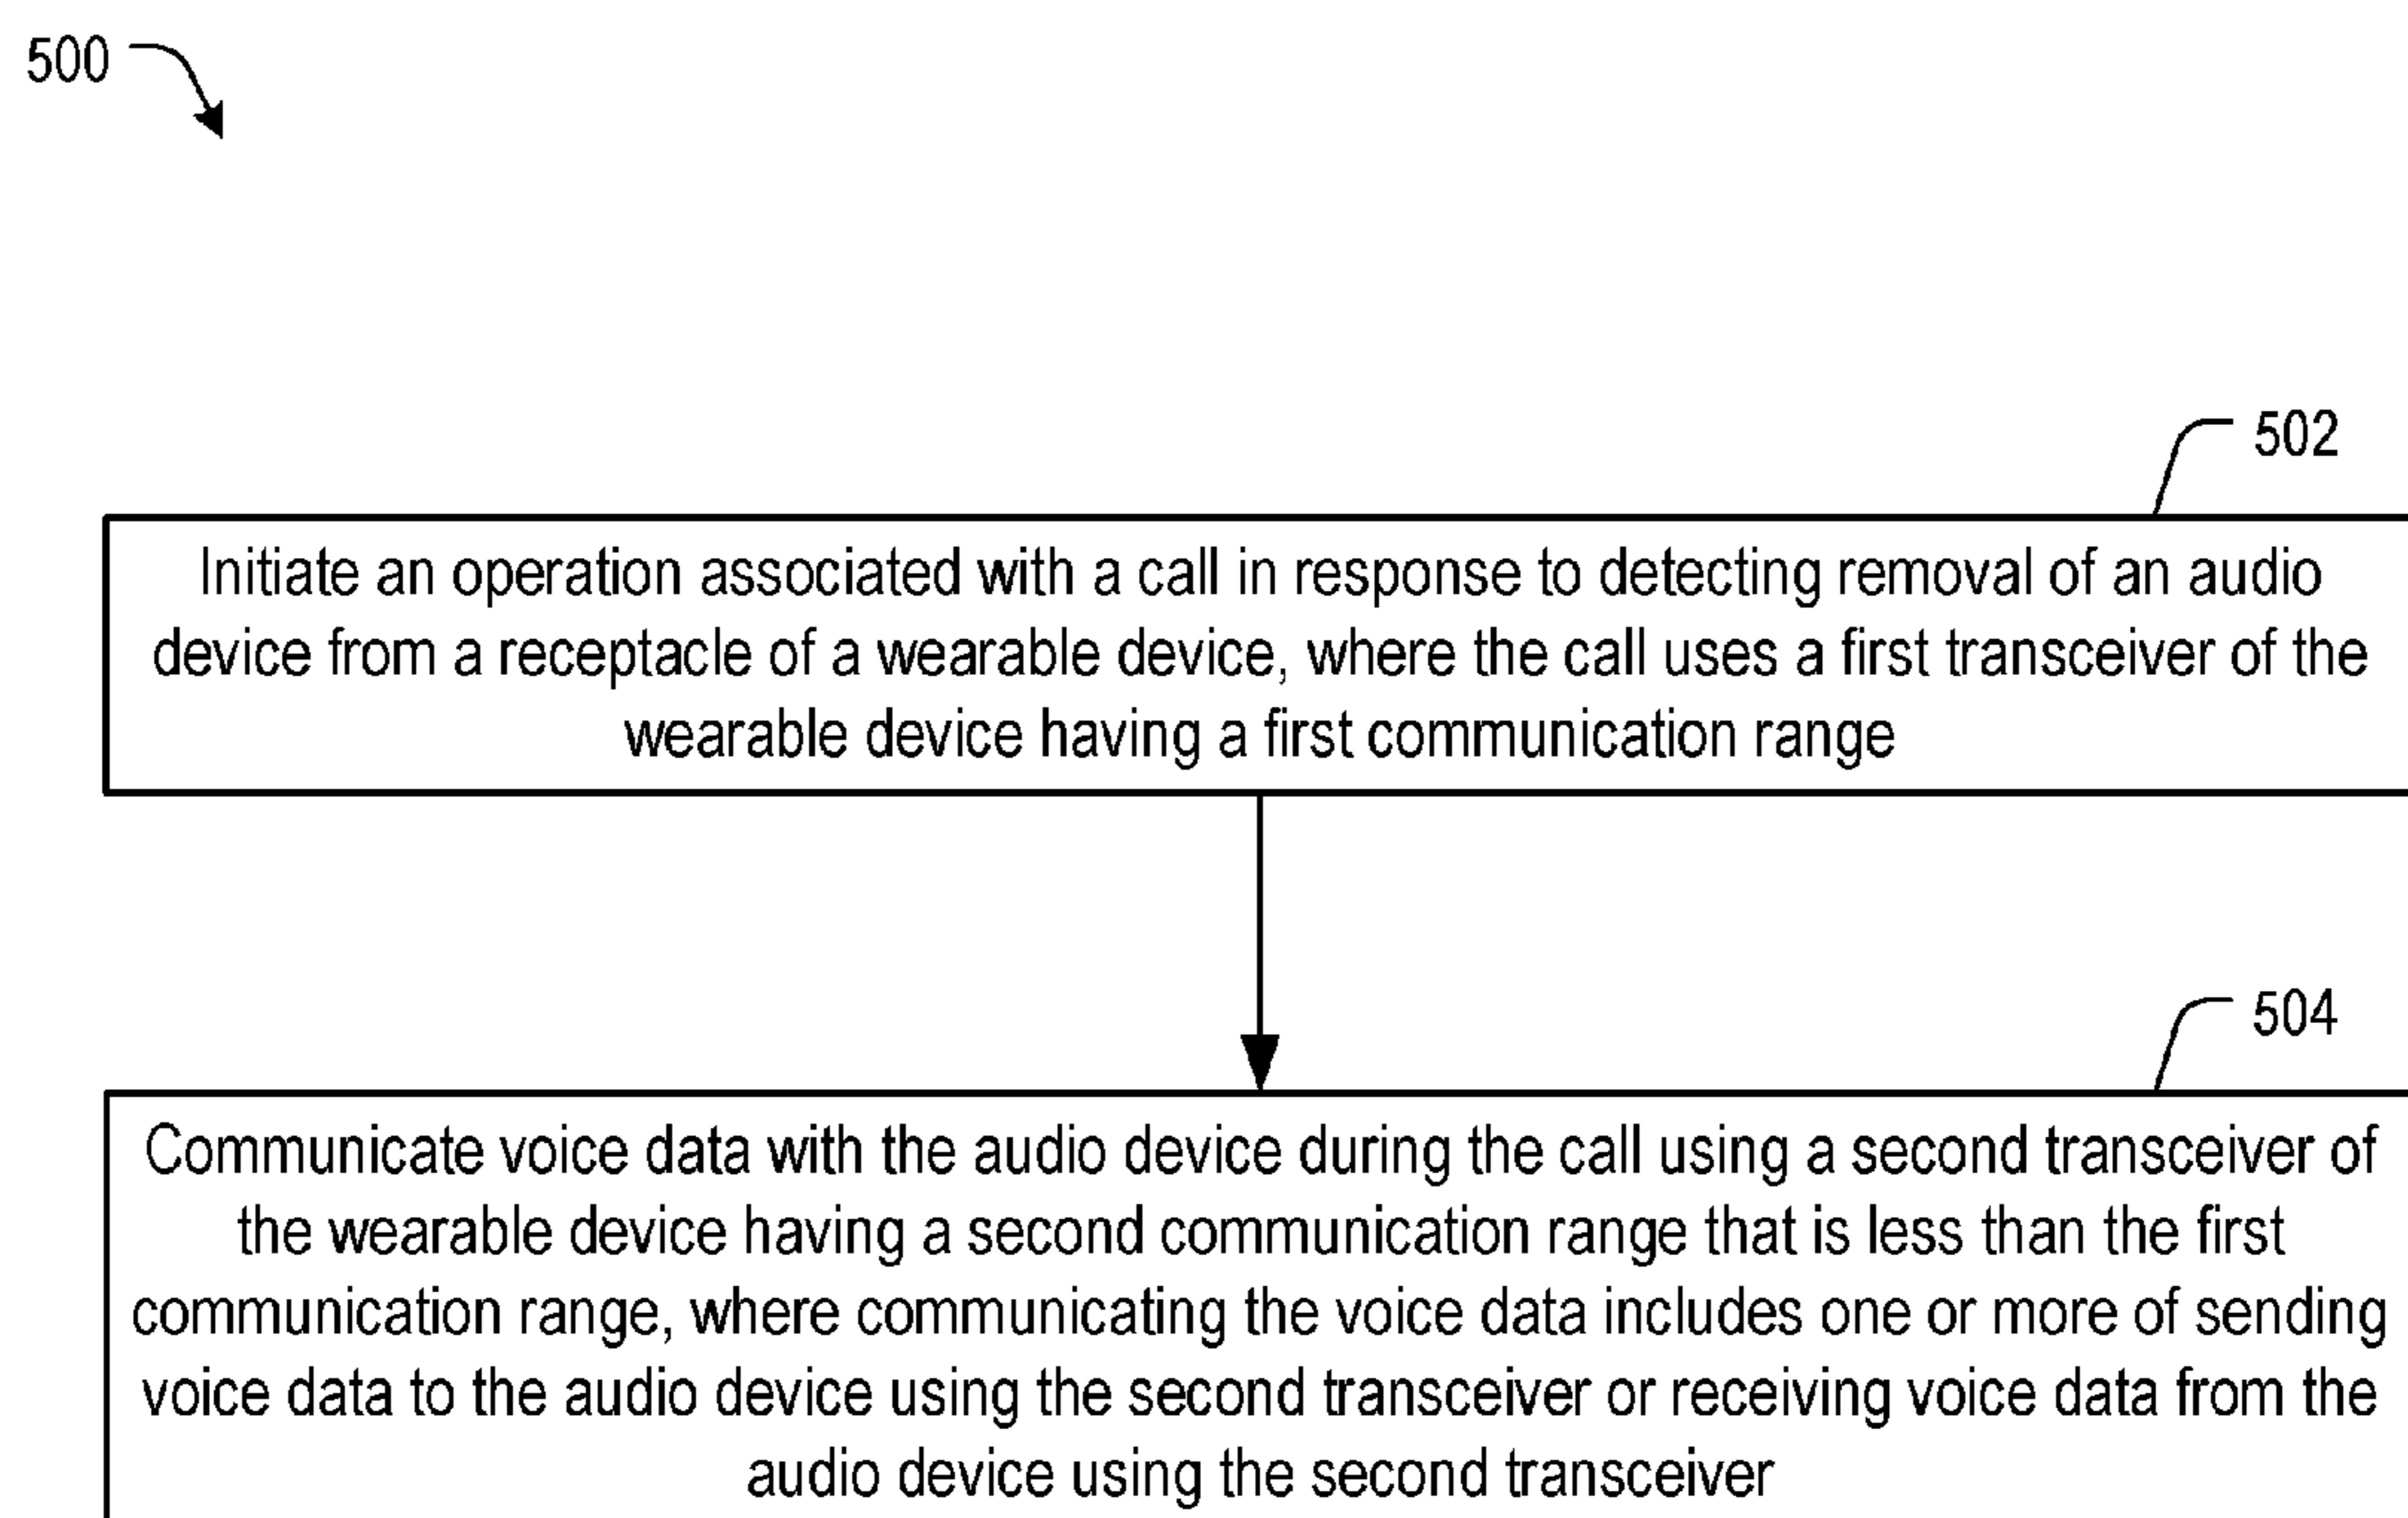 500
502
Initiate an operation associated with a call in response to detecting removal of an audio
device from a receptacle of a wearable device, where the call uses a first transceiver of the
wearable device having a first communication range
504
Communicate voice data with the audio device during the call using a second transceiver of
the wearable device having a second communication range that is less than the first
communication range, where communicating the voice data includes one or more of sending
voice data to the audio device using the second transceiver or receiving voice data from the
audio device using the second transceiver